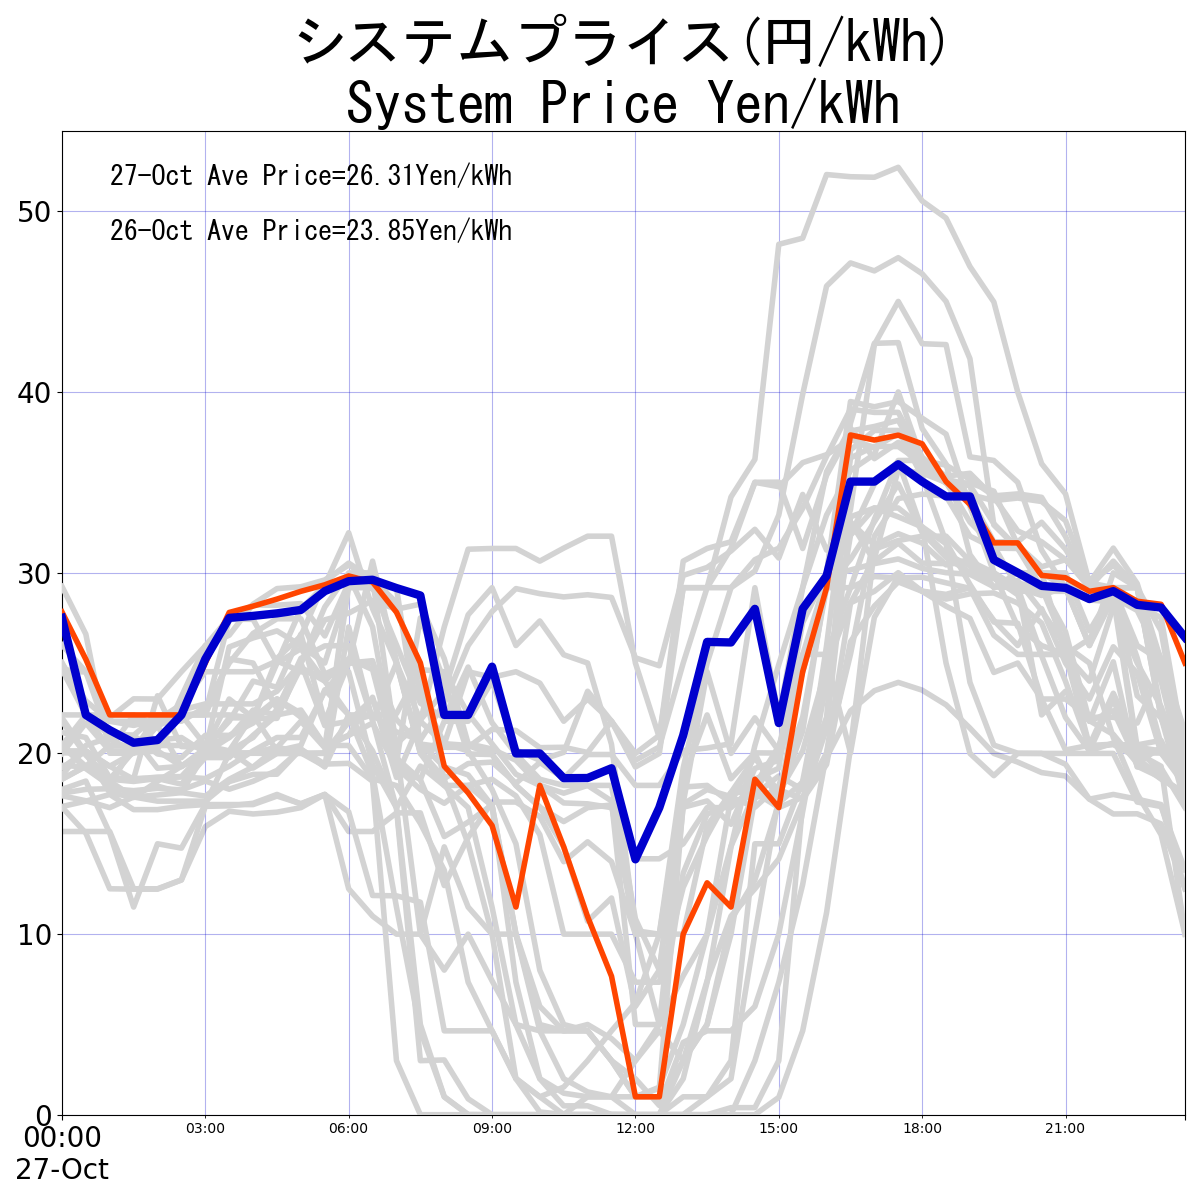 システムプライス(円/kWh)
System Price Yen/kWh
27-Oct Ave Price=26.31Yen/kWh
26-Oct Ave Price=23.85Yen/kWh
50
40
30
20
10
0
00:00 03:00 06:00 09:00 12:00 15:00 18:00 21:00
27-Oct